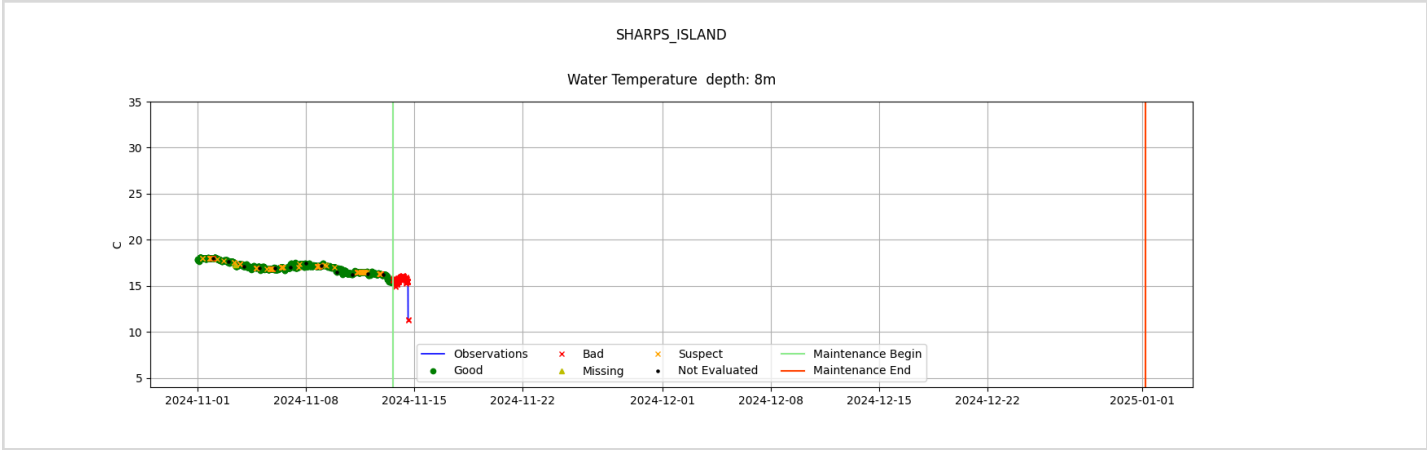 SHARPS_ISLAND
Water Temperature  depth: 8m
35
30
25
20
15
10
5
C
Observations
Good
Bad
Missing
Suspect
Not Evaluated
Maintenance Begin
Maintenance End
2024-11-01
2024-11-08
2024-11-15
2024-11-22
2024-12-01
2024-12-08
2024-12-15
2024-12-22
2025-01-01